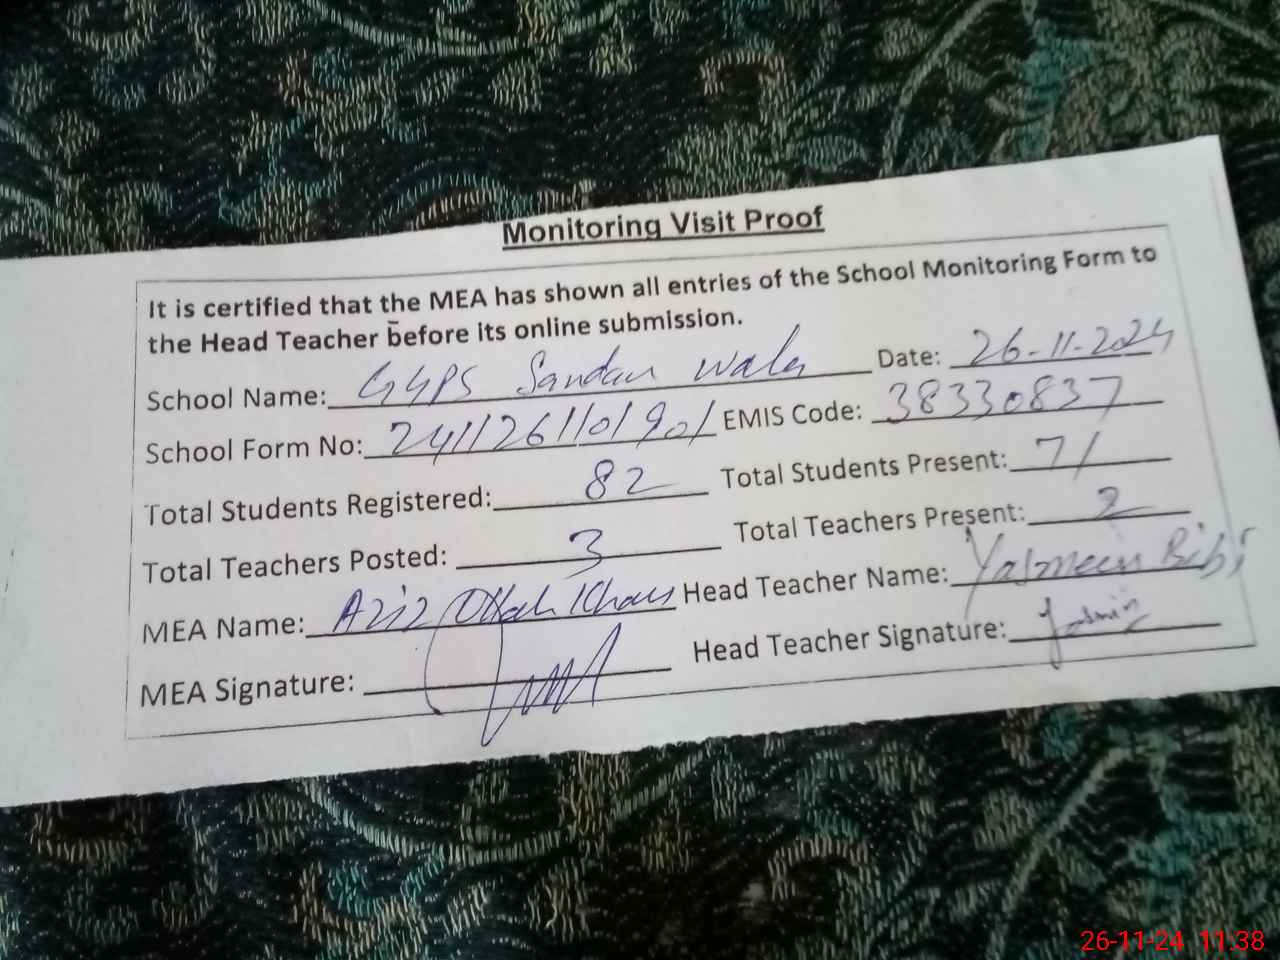 Monitoring Visit Proof
It is certified that the MEA has shown all entries of the School Monitoring Form to
the Head Teacher before its online submission.
School Name: GGPS Sandan wala Date: 26-11-2024
School Form No: 2411261101901 EMIS Code: 38330837
Total Students Registered: 82 Total Students Present: 71
Total Teachers Posted: 3 Total Teachers Present: 2
MEA Name: Aziz Ullah Khan Head Teacher Name: Yasmeen Bibi
MEA Signature: Head Teacher Signature: Yasmin
26-11-24 11.38